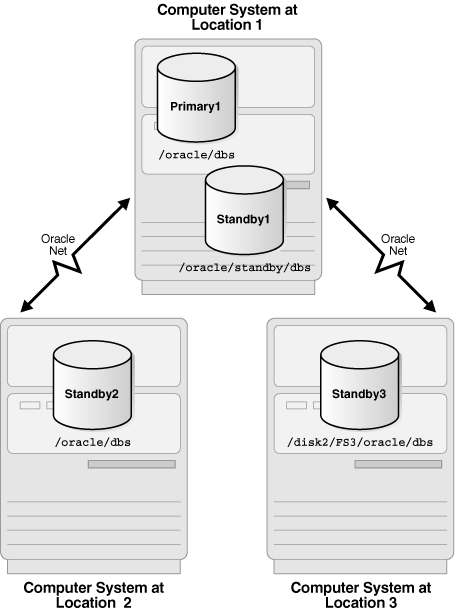 Computer System at
Location 1
Primary1
/oracle/dbs
Standby1
/oracle/standby/dbs
Oracle
Net
Oracle
Net
Standby2
/oracle/dbs
Standby3
/disk2/FS3/oracle/dbs
Computer System at
Location 2
Computer System at
Location 3